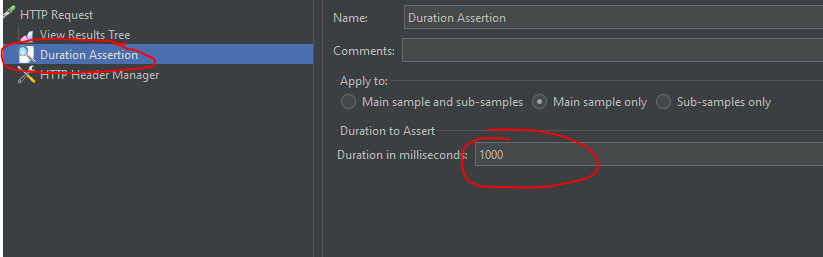 HTTP Request
View Results Tree
Duration Assertion
HTTP Header Manager
Name: Duration Assertion
Comments:
Apply to:
Main sample and sub-samples Main sample only Sub-samples only
Duration to Assert
Duration in milliseconds: 1000